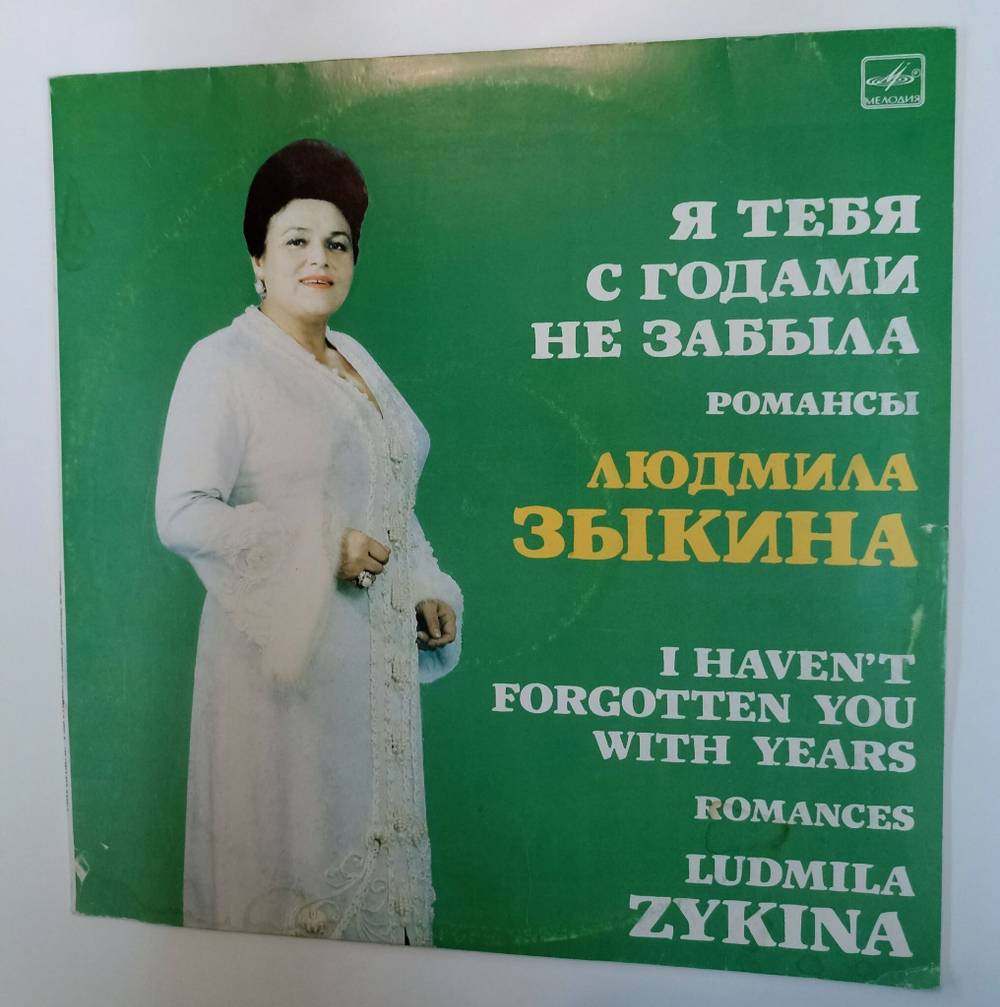 МЕЛОДИЯ
Я ТЕБЯ
С ГОДАМИ
НЕ ЗАБЫЛА
РОМАНСЫ
ЛЮДМИЛА
ЗЫКИНА
I HAVEN'T
FORGOTTEN YOU
WITH YEARS
ROMANCES
LUDMILA
ZYKINA